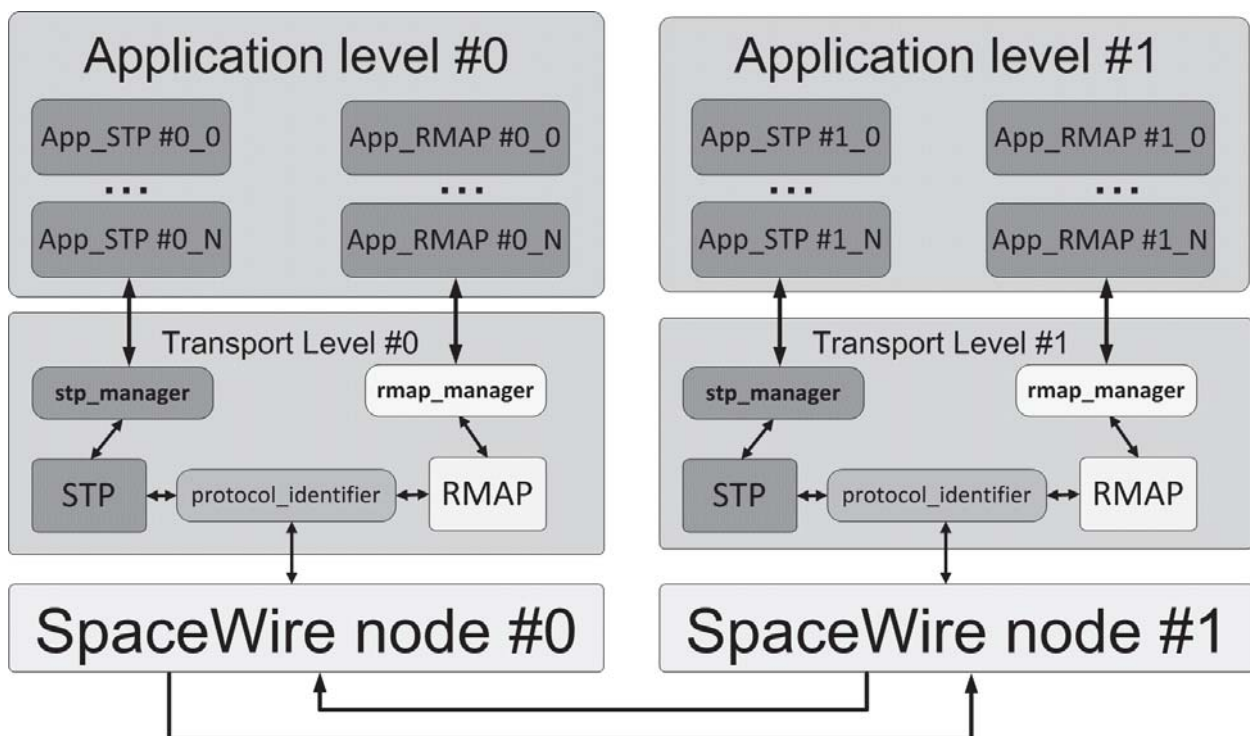 Application level #0
App_STP #0_0
App_RMAP #0_0
...
...
App_STP #0_N
App_RMAP #0_N
Transport Level #0
stp_manager
rmap_manager
STP
protocol_identifier
RMAP
SpaceWire node #0
Application level #1
App_STP #1_0
App_RMAP #1_0
...
...
App_STP #1_N
App_RMAP #1_N
Transport Level #1
stp_manager
rmap_manager
STP
protocol_identifier
RMAP
SpaceWire node #1